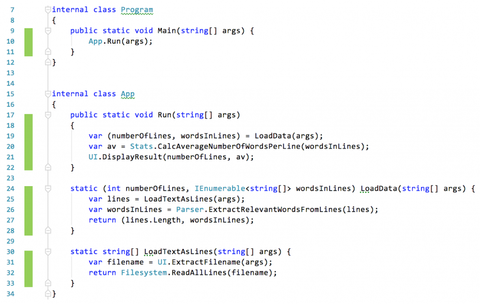 7 internal class Program
8 {
9 public static void Main(string[] args) {
10 App.Run(args);
11 }
12 }
13
14
15 internal class App
16 {
17 public static void Run(string[] args)
18 {
19 var (numberOfLines, wordsInLines) = LoadData(args);
20 var av = Stats.CalcAverageNumberOfWordsPerLine(wordsInLines);
21 UI.DisplayResult(numberOfLines, av);
22 }
23
24 static (int numberOfLines, IEnumerable<string[]> wordsInLines) LoadData(string[] args) {
25 var lines = LoadTextAsLines(args);
26 var wordsInLines = Parser.ExtractRelevantWordsFromLines(lines);
27 return (lines.Length, wordsInLines);
28 }
29
30 static string[] LoadTextAsLines(string[] args) {
31 var filename = UI.ExtractFilename(args);
32 return Filesystem.ReadAllLines(filename);
33 }
34 }